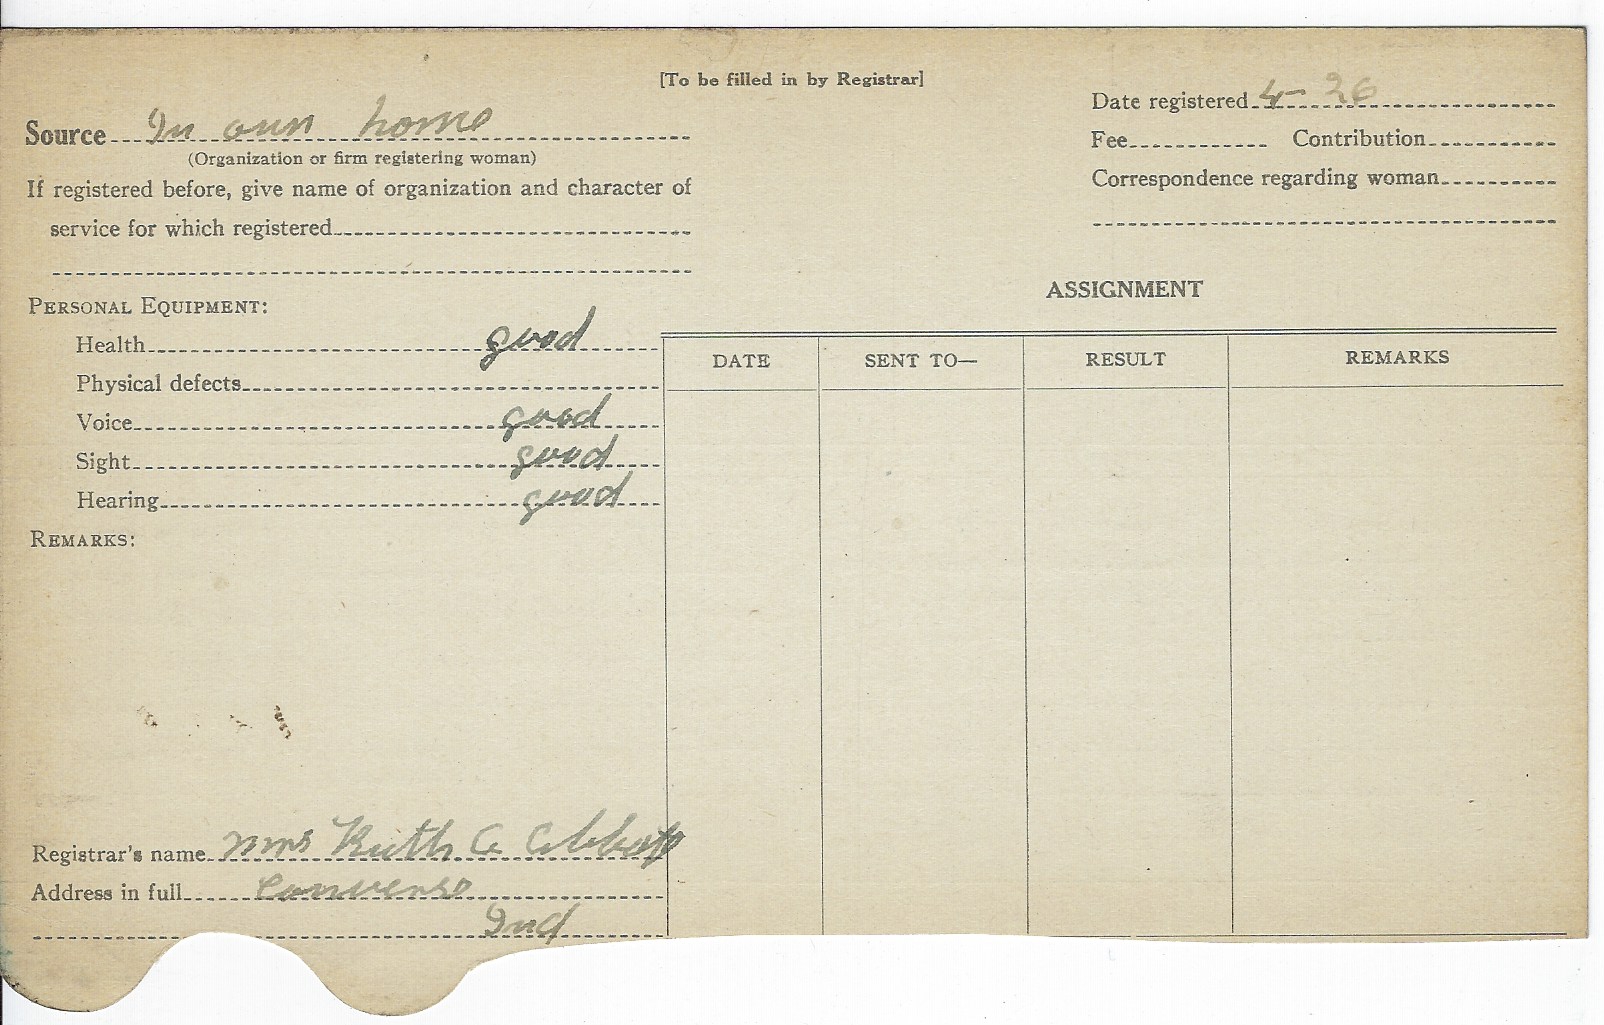 [To be filled in by Registrar]
Source In own home
(Organization or firm registering woman)
If registered before, give name of organization and character of
service for which registered
Date registered 4-26
Fee Contribution
Correspondence regarding woman
PERSONAL EQUIPMENT:
Health good
Physical defects
Voice good
Sight good
Hearing good
REMARKS:
ASSIGNMENT
DATE SENT TO— RESULT REMARKS
Registrar's name Mrs Ruth C
Address in full Converse
Ind